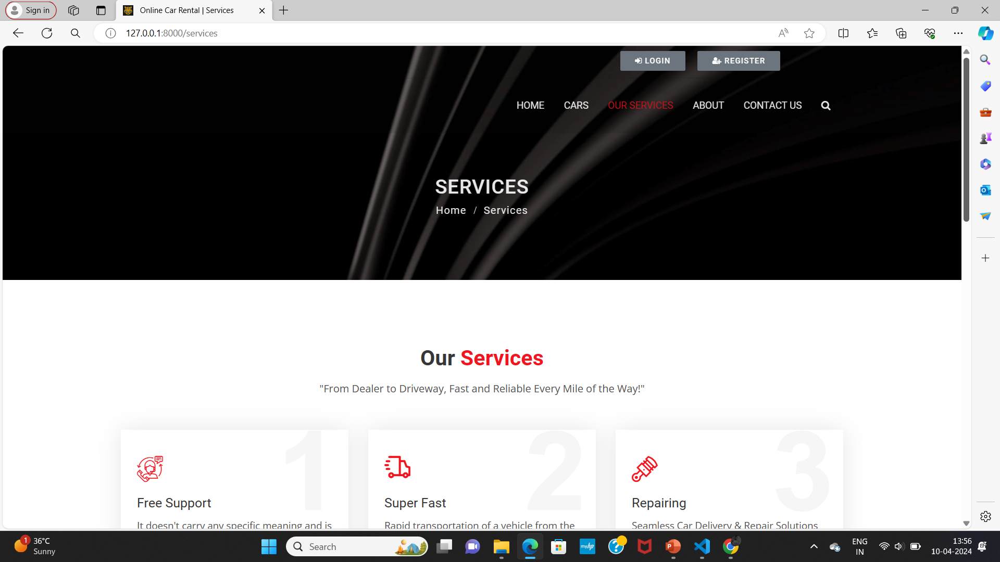 Sign in
Online Car Rental | Services
127.0.0.1:8000/services
LOGIN
REGISTER
HOME
CARS
OUR SERVICES
ABOUT
CONTACT US
SERVICES
Home / Services
Our Services
"From Dealer to Driveway, Fast and Reliable Every Mile of the Way!"
1
2
3
Free Support
Super Fast
Repairing
It doesn't carry any specific meaning and is
Rapid transportation of a vehicle from the
Seamless Car Delivery & Repair Solutions
1
36°C
Sunny
Search
myhp
ENG
IN
13:56
10-04-2024